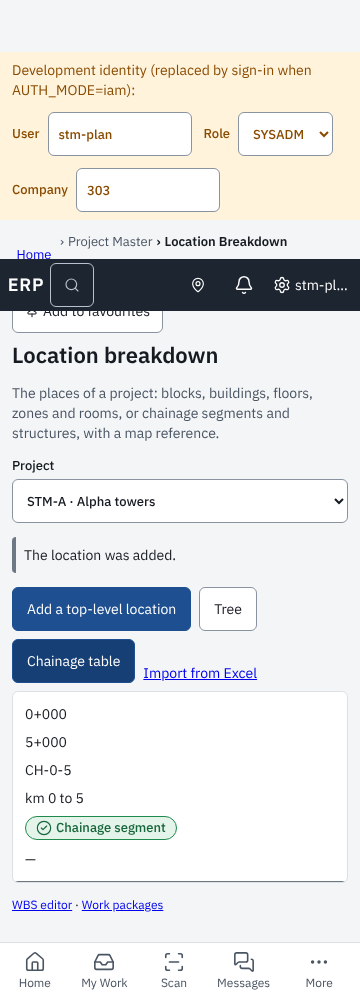 Development identity (replaced by sign-in when
AUTH_MODE=iam):
User stm-plan Role SYSADM
Company 303
Home › Project Master › Location Breakdown
ERP stm-pl...
Add to favourites
Location breakdown
The places of a project: blocks, buildings, floors,
zones and rooms, or chainage segments and
structures, with a map reference.
Project
STM-A · Alpha towers
The location was added.
Add a top-level location Tree
Chainage table Import from Excel
0+000
5+000
CH-0-5
km 0 to 5
Chainage segment
—
WBS editor · Work packages
Home My Work Scan Messages More